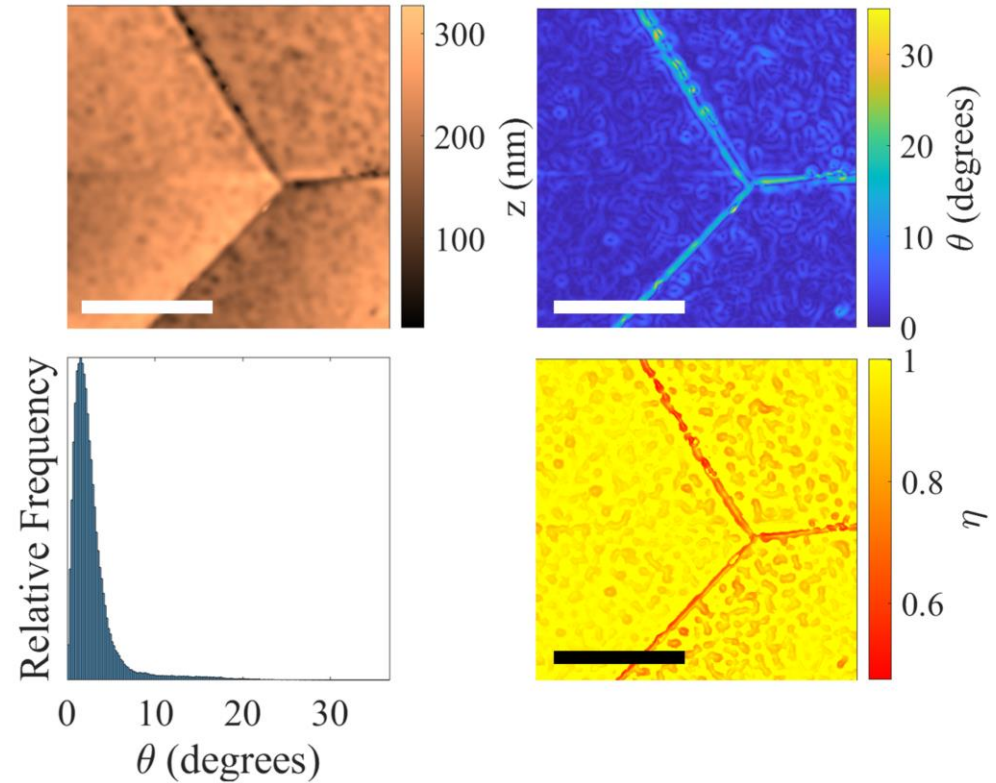 300
200
100
z (nm)
30
20
10
0
θ (degrees)
Relative Frequency
0 10 20 30
θ (degrees)
1
0.8
0.6
η